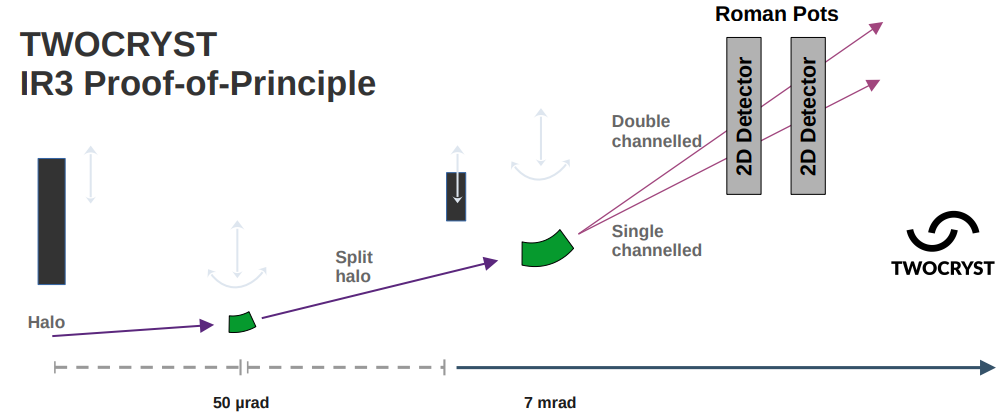 TWOCRYST
IR3 Proof-of-Principle
Roman Pots
2D Detector
2D Detector
Double
channelled
Single
channelled
Split
halo
Halo
TWOCRYST
50 µrad
7 mrad